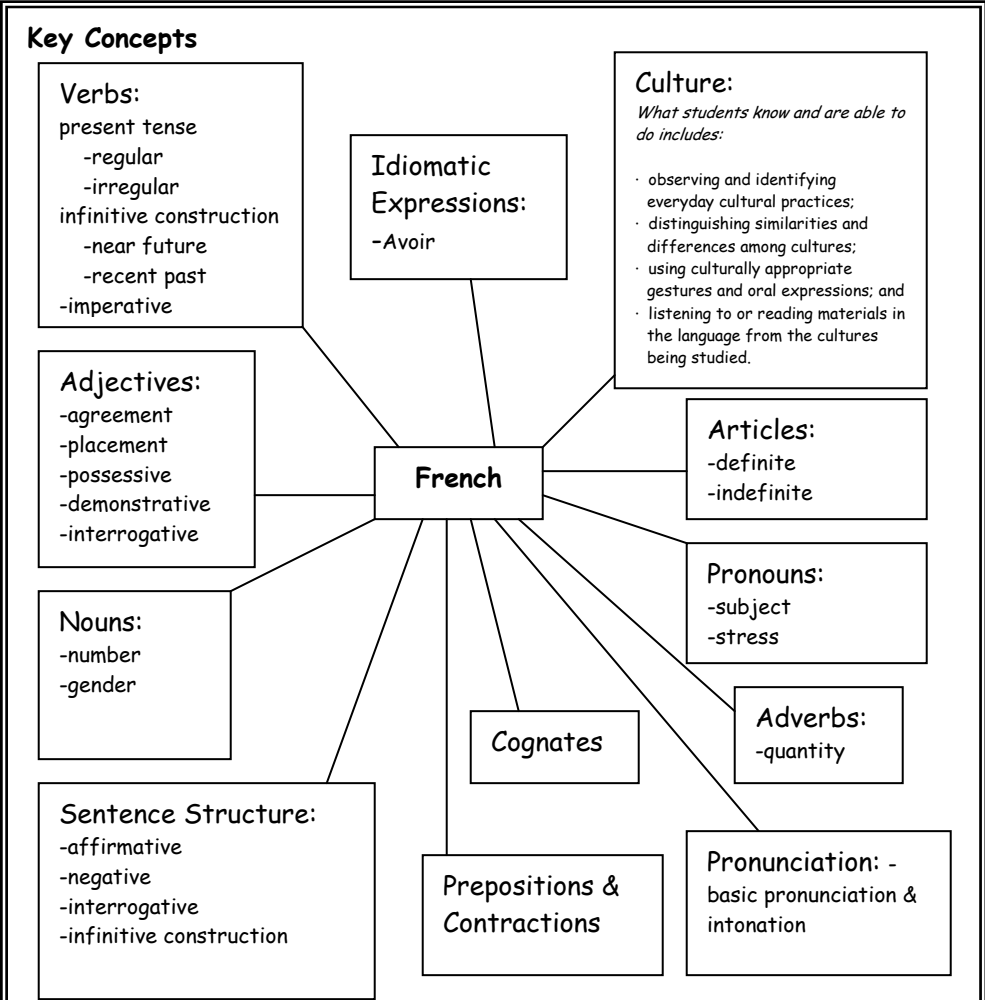 Key Concepts
Verbs:
present tense
-regular
-irregular
infinitive construction
-near future
-recent past
-imperative
Idiomatic
Expressions:
-Avoir
Culture:
What students know and are able to
do includes:
· observing and identifying
everyday cultural practices;
· distinguishing similarities and
differences among cultures;
· using culturally appropriate
gestures and oral expressions; and
· listening to or reading materials in
the language from the cultures
being studied.
Adjectives:
-agreement
-placement
-possessive
-demonstrative
-interrogative
French
Articles:
-definite
-indefinite
Pronouns:
-subject
-stress
Nouns:
-number
-gender
Cognates
Adverbs:
-quantity
Sentence Structure:
-affirmative
-negative
-interrogative
-infinitive construction
Prepositions &
Contractions
Pronunciation: -
basic pronunciation &
intonation